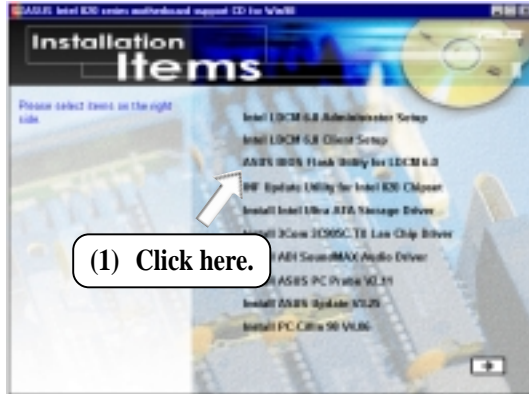 ASUS Intel 820 series motherboard support CD for Win98
Installation
Items
Please select items on the right
side.
Intel LDCM 6.0 Administrator Setup
Intel LDCM 6.0 Client Setup
ASUS BIOS Flash Utility for LDCM 6.0
INF Update Utility for Intel 820 Chipset
Install Intel Ultra ATA Storage Driver
Install 3Com 3C905C-TX Lan Chip Driver
ADI SoundMAX Audio Driver
(1) Click here.
ASUS PC Probe V2.11
Install ASUS Update V3.25
Install PC-Cillin 98 V6.06